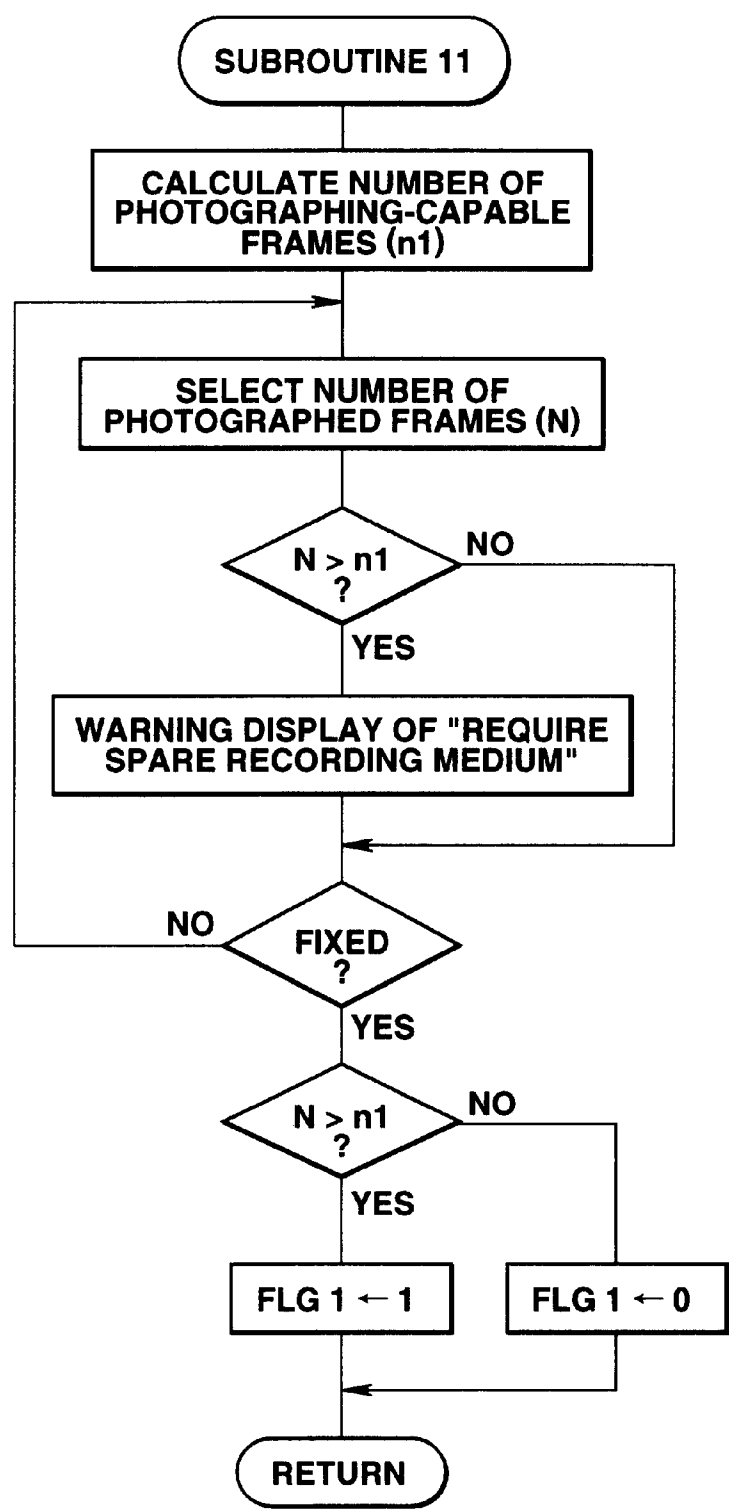 SUBROUTINE 11
CALCULATE NUMBER OF
PHOTOGRAPHING-CAPABLE
FRAMES (n1)
SELECT NUMBER OF
PHOTOGRAPHED FRAMES (N)
N > n1
?
NO
YES
WARNING DISPLAY OF "REQUIRE
SPARE RECORDING MEDIUM"
NO
FIXED
?
YES
N > n1
?
NO
YES
FLG 1 ← 1
FLG 1 ← 0
RETURN